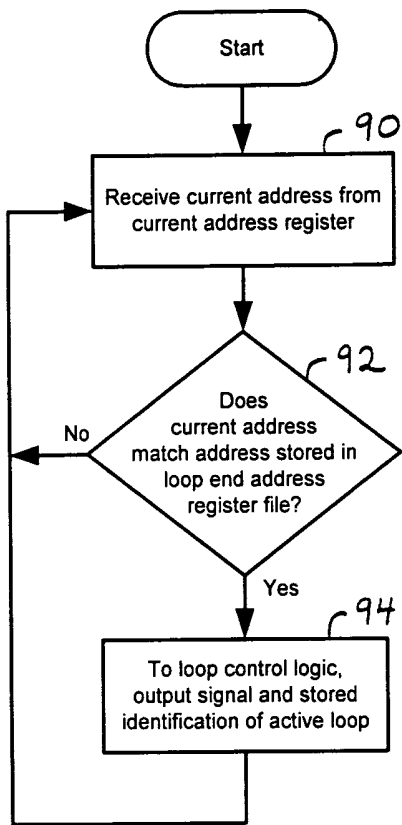 Start
90
Receive current address from
current address register
92
Does
current address
match address stored in
loop end address
register file?
No
Yes
94
To loop control logic,
output signal and stored
identification of active loop